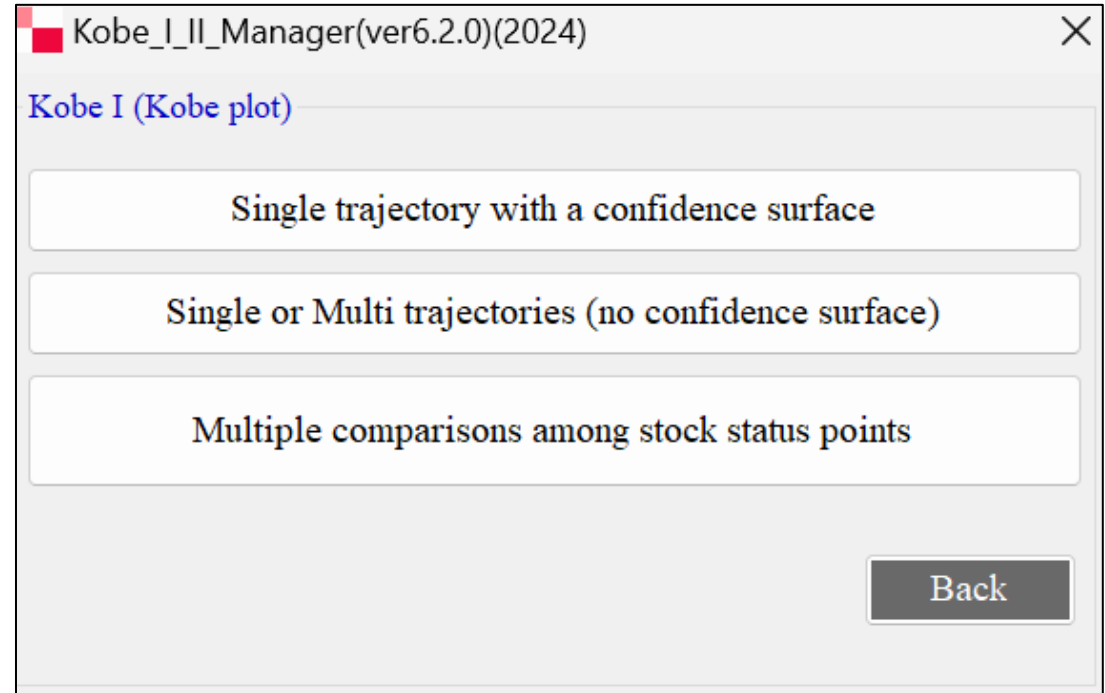 Kobe_I_II_Manager(ver6.2.0)(2024)
Kobe I (Kobe plot)
Single trajectory with a confidence surface
Single or Multi trajectories (no confidence surface)
Multiple comparisons among stock status points
Back